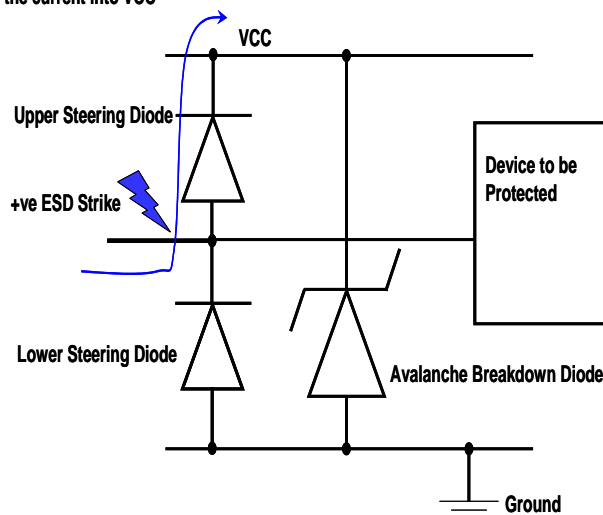 the current into VCC
VCC
Upper Steering Diode
Device to be
Protected
+ve ESD Strike
Lower Steering Diode
Avalanche Breakdown Diode
Ground